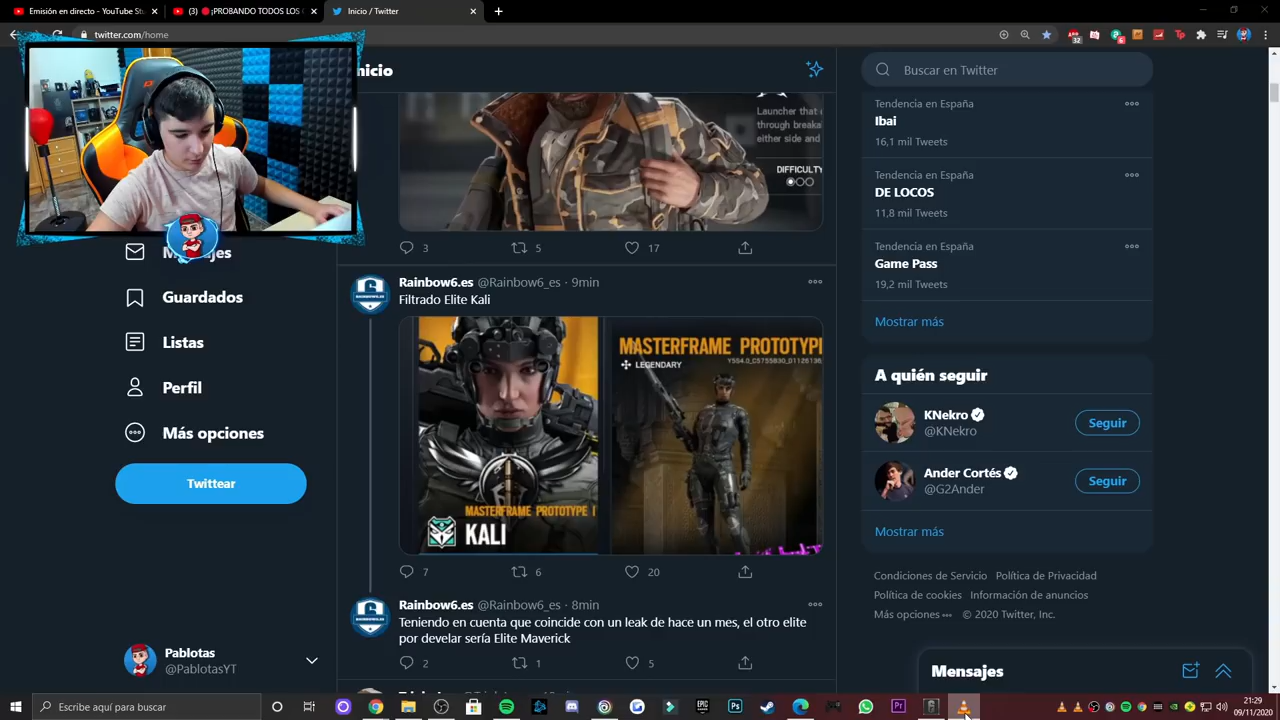 Emisión en directo - YouTube Stu
(3) 🔴¡PROBANDO TODOS LOS
Inicio / Twitter
twitter.com/home
nicio
Buscar en Twitter
Mensajes
Guardados
Listas
Perfil
Más opciones
Twittear
Pablotas
@PablotasYT
Launcher that
through breaka
either side and
DIFFICULTY
3 5 17
Rainbow6.es @Rainbow6_es · 9min
Filtrado Elite Kali
MASTERFRAME PROTOTYPE I
KALI
MASTERFRAME PROTYPI
LEGENDARY
7 6 20
Rainbow6.es @Rainbow6_es · 8min
Teniendo en cuenta que coincide con un leak de hace un mes, el otro elite
por develar sería Elite Maverick
2 1 5
Tendencia en España
Ibai
16,1 mil Tweets
Tendencia en España
DE LOCOS
11,8 mil Tweets
Tendencia en España
Game Pass
19,2 mil Tweets
Mostrar más
A quién seguir
KNekro
@KNekro
Seguir
Ander Cortés
@G2Ander
Seguir
Mostrar más
Condiciones de Servicio Política de Privacidad
Política de cookies Información de anuncios
Más opciones ••• © 2020 Twitter, Inc.
Mensajes
Escribe aquí para buscar
21:29
09/11/2020